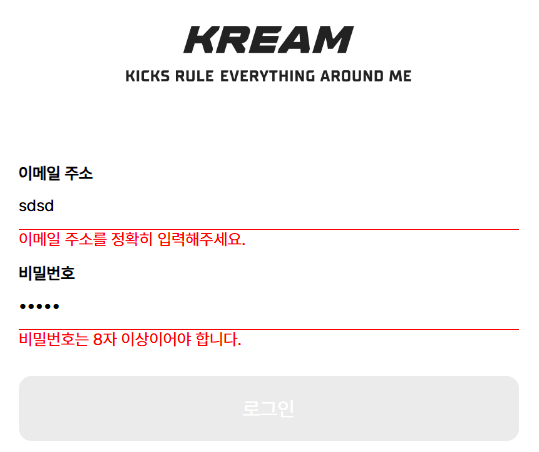 KREAM
KICKS RULE EVERYTHING AROUND ME
이메일 주소
sdsd
이메일 주소를 정확히 입력해주세요.
비밀번호
•••••
비밀번호는 8자 이상이어야 합니다.
로그인